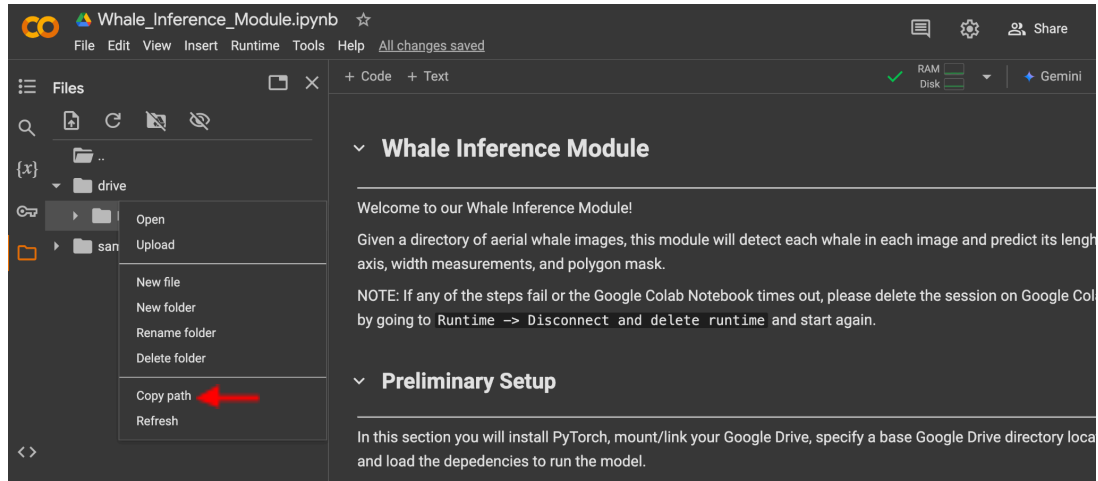 Whale_Inference_Module.ipynb
File Edit View Insert Runtime Tools Help All changes saved
Share
Files
+ Code + Text
RAM
Disk
Gemini
{x}
..
drive
Open
Upload
New file
New folder
Rename folder
Delete folder
Copy path
Refresh
<>
Whale Inference Module
Welcome to our Whale Inference Module!
Given a directory of aerial whale images, this module will detect each whale in each image and predict its lengh
axis, width measurements, and polygon mask.
NOTE: If any of the steps fail or the Google Colab Notebook times out, please delete the session on Google Col
by going to Runtime -> Disconnect and delete runtime and start again.
Preliminary Setup
In this section you will install PyTorch, mount/link your Google Drive, specify a base Google Drive directory loca
and load the depedencies to run the model.